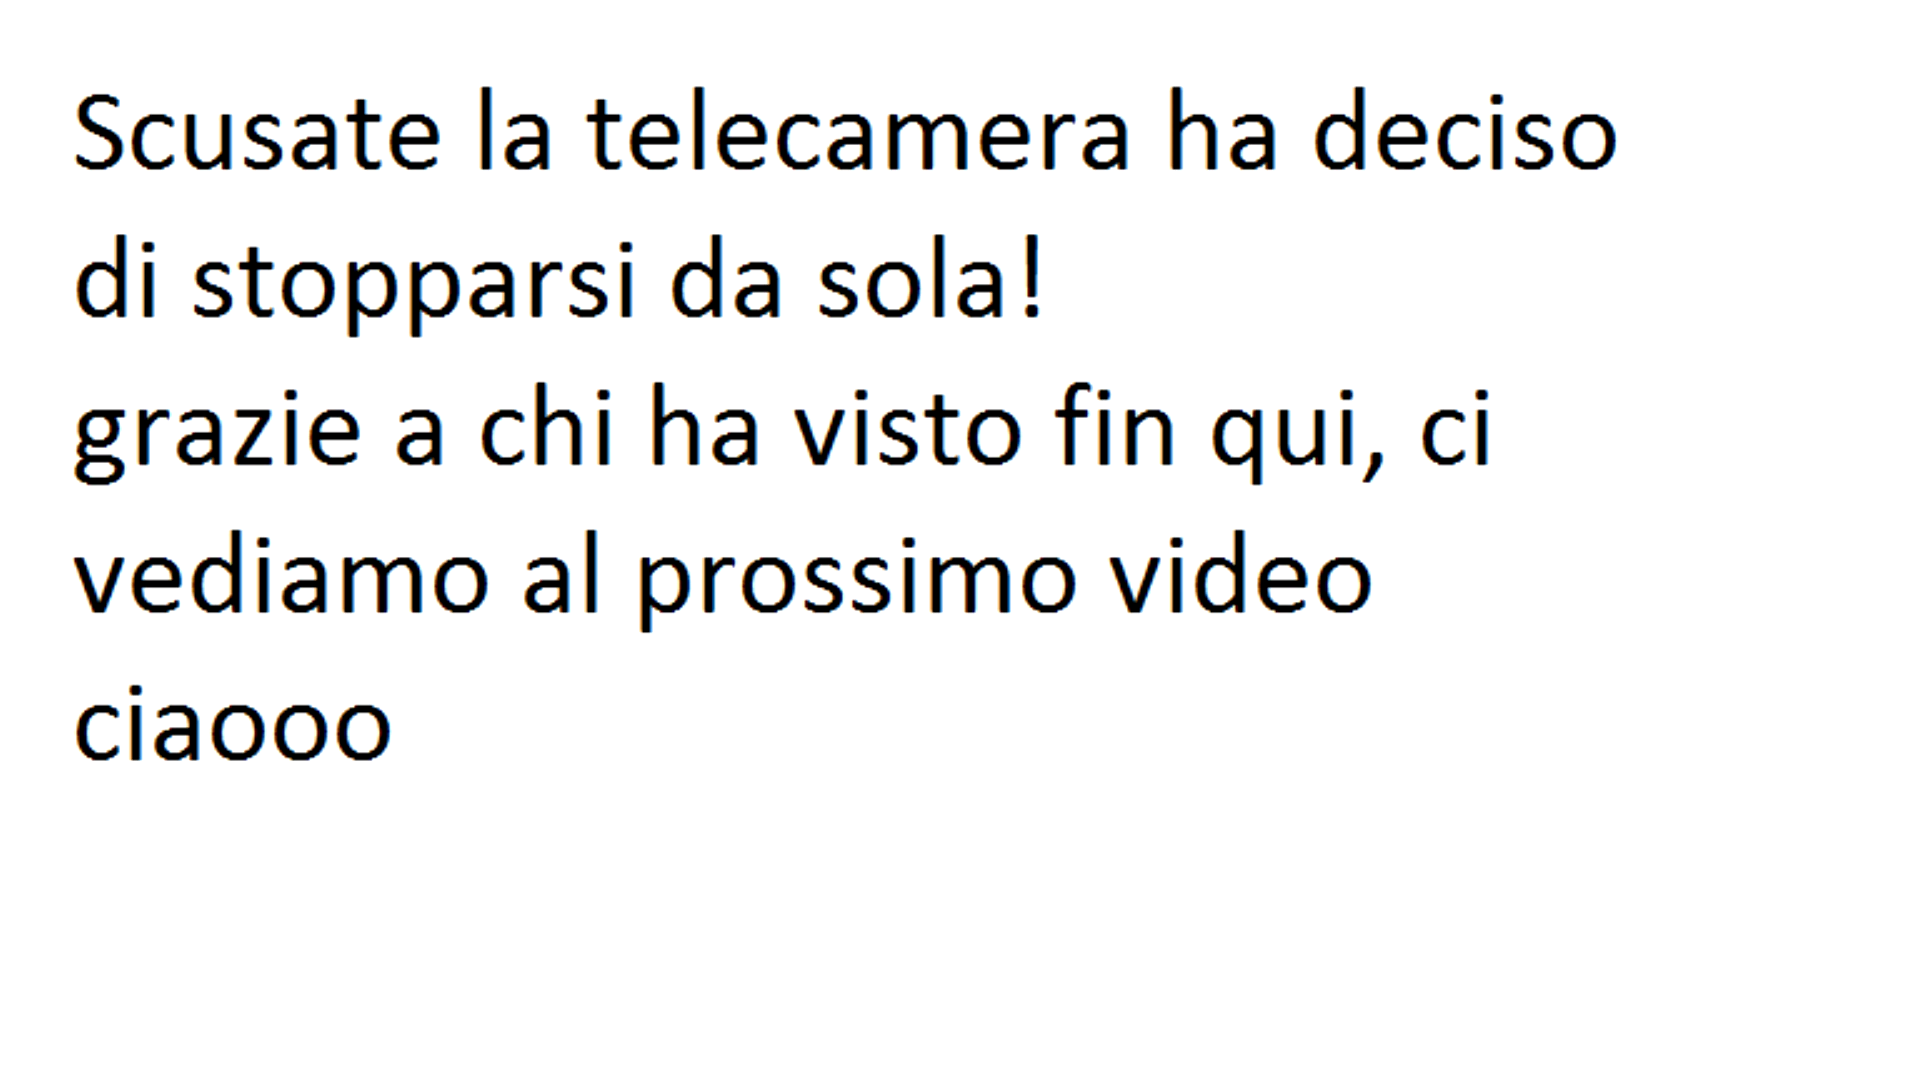 Scusate la telecamera ha deciso
di stopparsi da sola!
grazie a chi ha visto fin qui, ci
vediamo al prossimo video
ciaooo